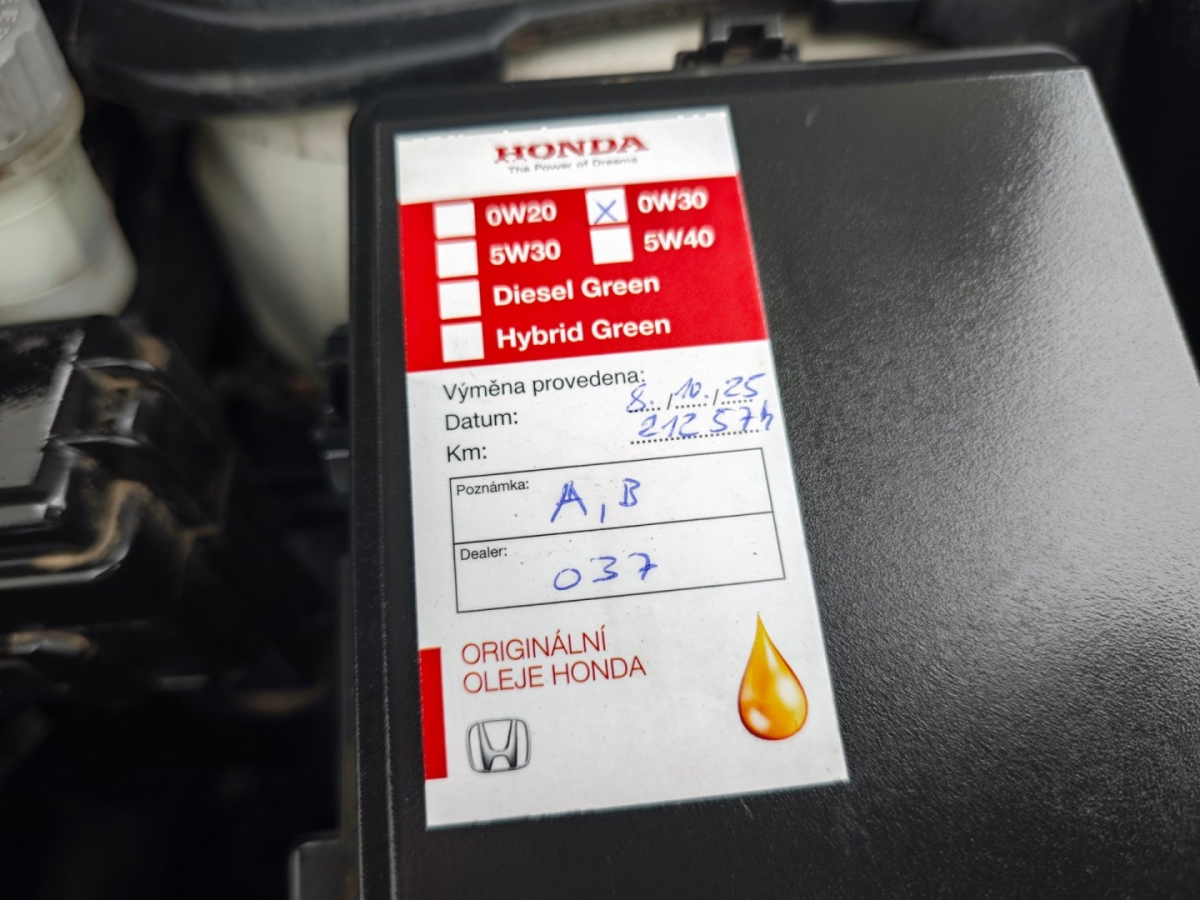 HONDA
The Power of Dreams
0W20 X 0W30
5W30 5W40
Diesel Green
Hybrid Green
Výměna provedena:
Datum: 8. / 10. / 25
Km: 212 574
Poznámka: A, B
Dealer: 037
ORIGINÁLNÍ
OLEJE HONDA